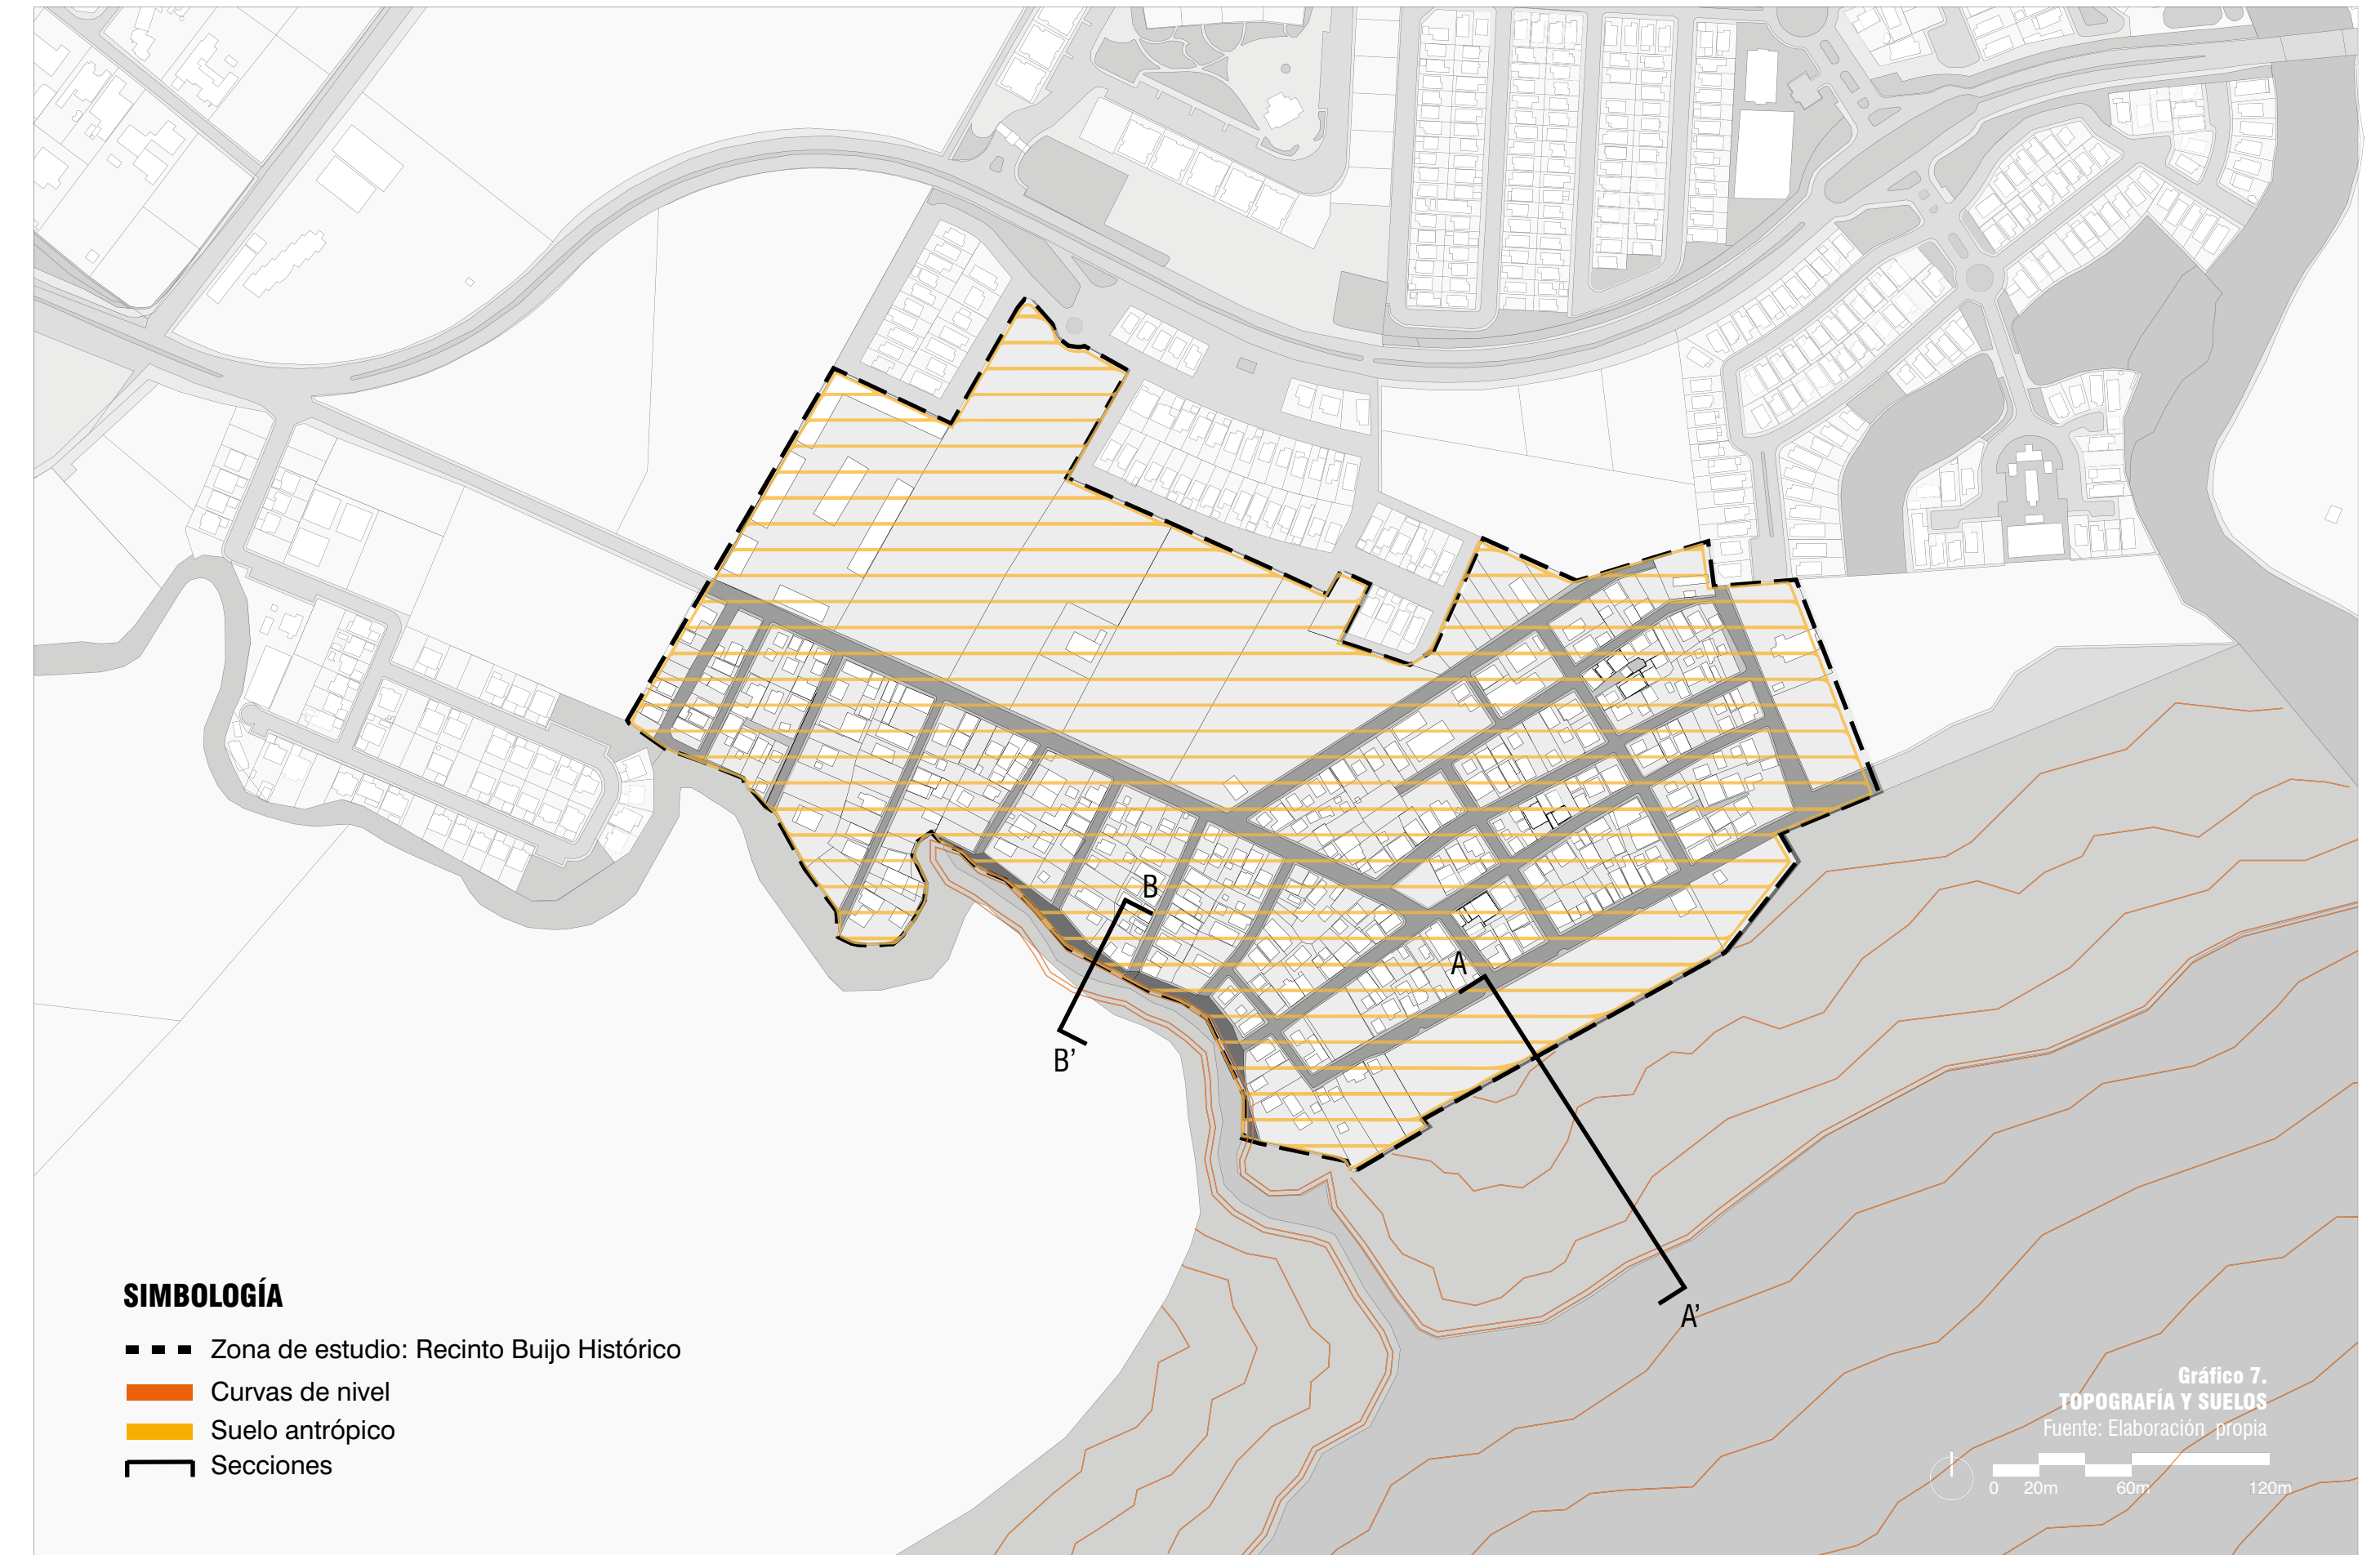 B
A
B’
A’
SIMBOLOGÍA
Zona de estudio: Recinto Buijo Histórico
Curvas de nivel
Suelo antrópico
Secciones
Gráfico 7.
TOPOGRAFÍA Y SUELOS
Fuente: Elaboración propia
0 20m 60m 120m